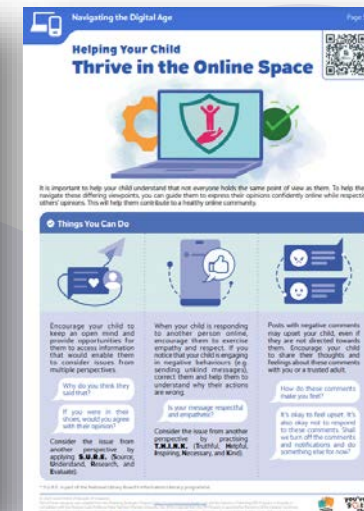 Navigating the Digital Age
Page
Helping Your Child
Thrive in the Online Space
It is important to help your child understand that not everyone holds the same point of view as them. To help the
navigate these differing viewpoints, you can guide them to express their opinions confidently online while respecti
others' opinions. This will help them contribute to a healthy online community.
Things You Can Do
Encourage your child to
keep an open mind and
provide opportunities for
them to access information
that would enable them
to consider issues from
multiple perspectives.
Why do you think they
said that?
If you were in their
shoes, would you agree
with their opinion?
Consider the issue from
another perspective by
applying S.U.R.E. (Source,
Understand, Research, and
Evaluate).
When your child is responding
to another person online,
encourage them to exercise
empathy and respect. If you
notice that your child is engaging
in negative behaviours (e.g.
sending unkind messages),
correct them and help them to
understand why their actions
are wrong.
Is your message respectful
and empathetic?
Consider the issue from another
perspective by practising
T.H.I.N.K. (Truthful, Helpful,
Inspiring, Necessary, and Kind).
Posts with negative comments
may upset your child, even if
they are not directed towards
them. Encourage your child
to share their thoughts and
feelings about these comments
with you or a trusted adult.
How do these comments
make you feel?
It's okay to feel upset. It's
also okay not to respond
to these comments. Shall
we turn off the comments
and notifications and do
something else for now?